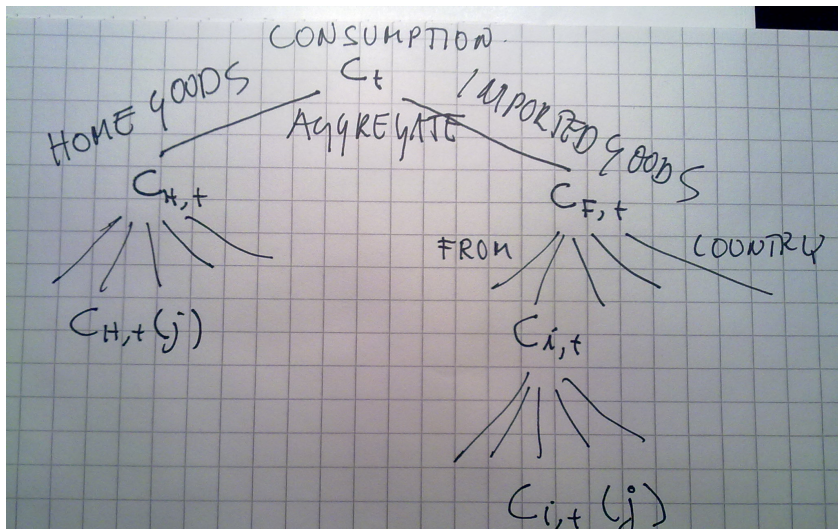 CONSUMPTION.
C_t
HOME GOODS
AGGREGATE
IMPORTED GOODS
C_H,t
C_F,t
FROM
COUNTRY
C_H,t(j)
C_i,t
C_i,t(j)